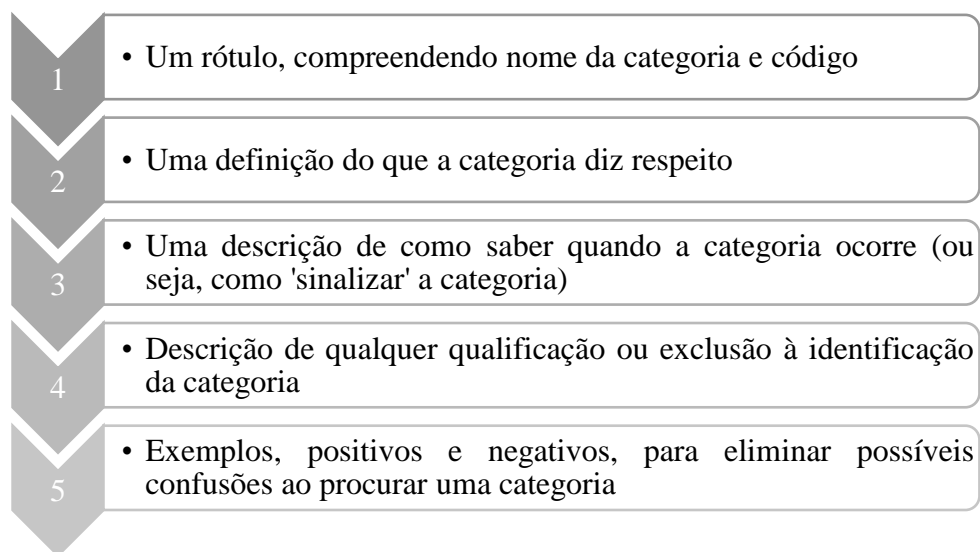 1
• Um rótulo, compreendendo nome da categoria e código
2
• Uma definição do que a categoria diz respeito
3
• Uma descrição de como saber quando a categoria ocorre (ou
seja, como 'sinalizar' a categoria)
4
• Descrição de qualquer qualificação ou exclusão à identificação
da categoria
5
• Exemplos, positivos e negativos, para eliminar possíveis
confusões ao procurar uma categoria